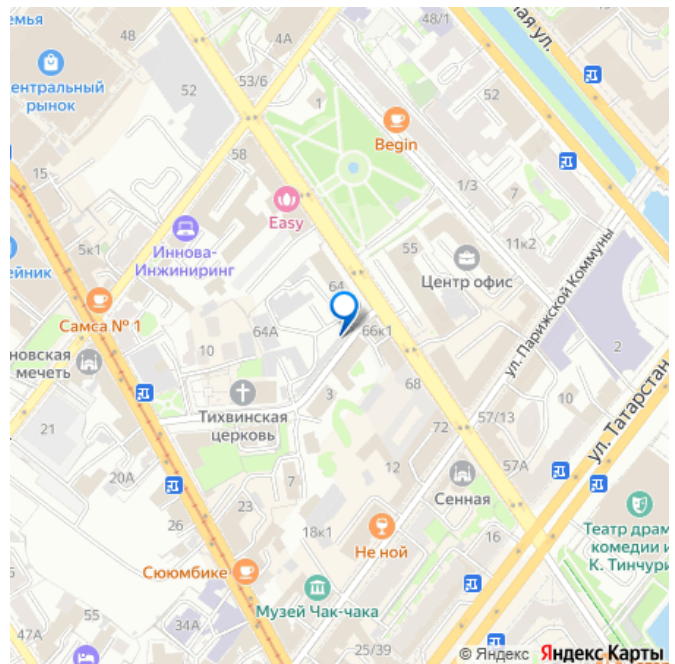 емья
48
4А
48/1
ная ул.
ентральный
рынок
52
53/6
1
52
Begin
15
58
1/3
7
Easy
5к1
Иннова-
Инжиниринг
55
11к2
Центр офис
ейник
ул. Парижской Коммуны
64
Самса № 1
64А
66к1
новская
мечеть
10
2
68
Тихвинская
церковь
3
10
21
72
57/13
ул. Татарстан
20А
7
12
57А
23
Сенная
26
18к1
Не ной
16
Театр драм
комедии и
К. Тинчури
Сююмбике
Музей Чак-чака
55
34А
47А
25/39
© Яндекс Яндекс Карты